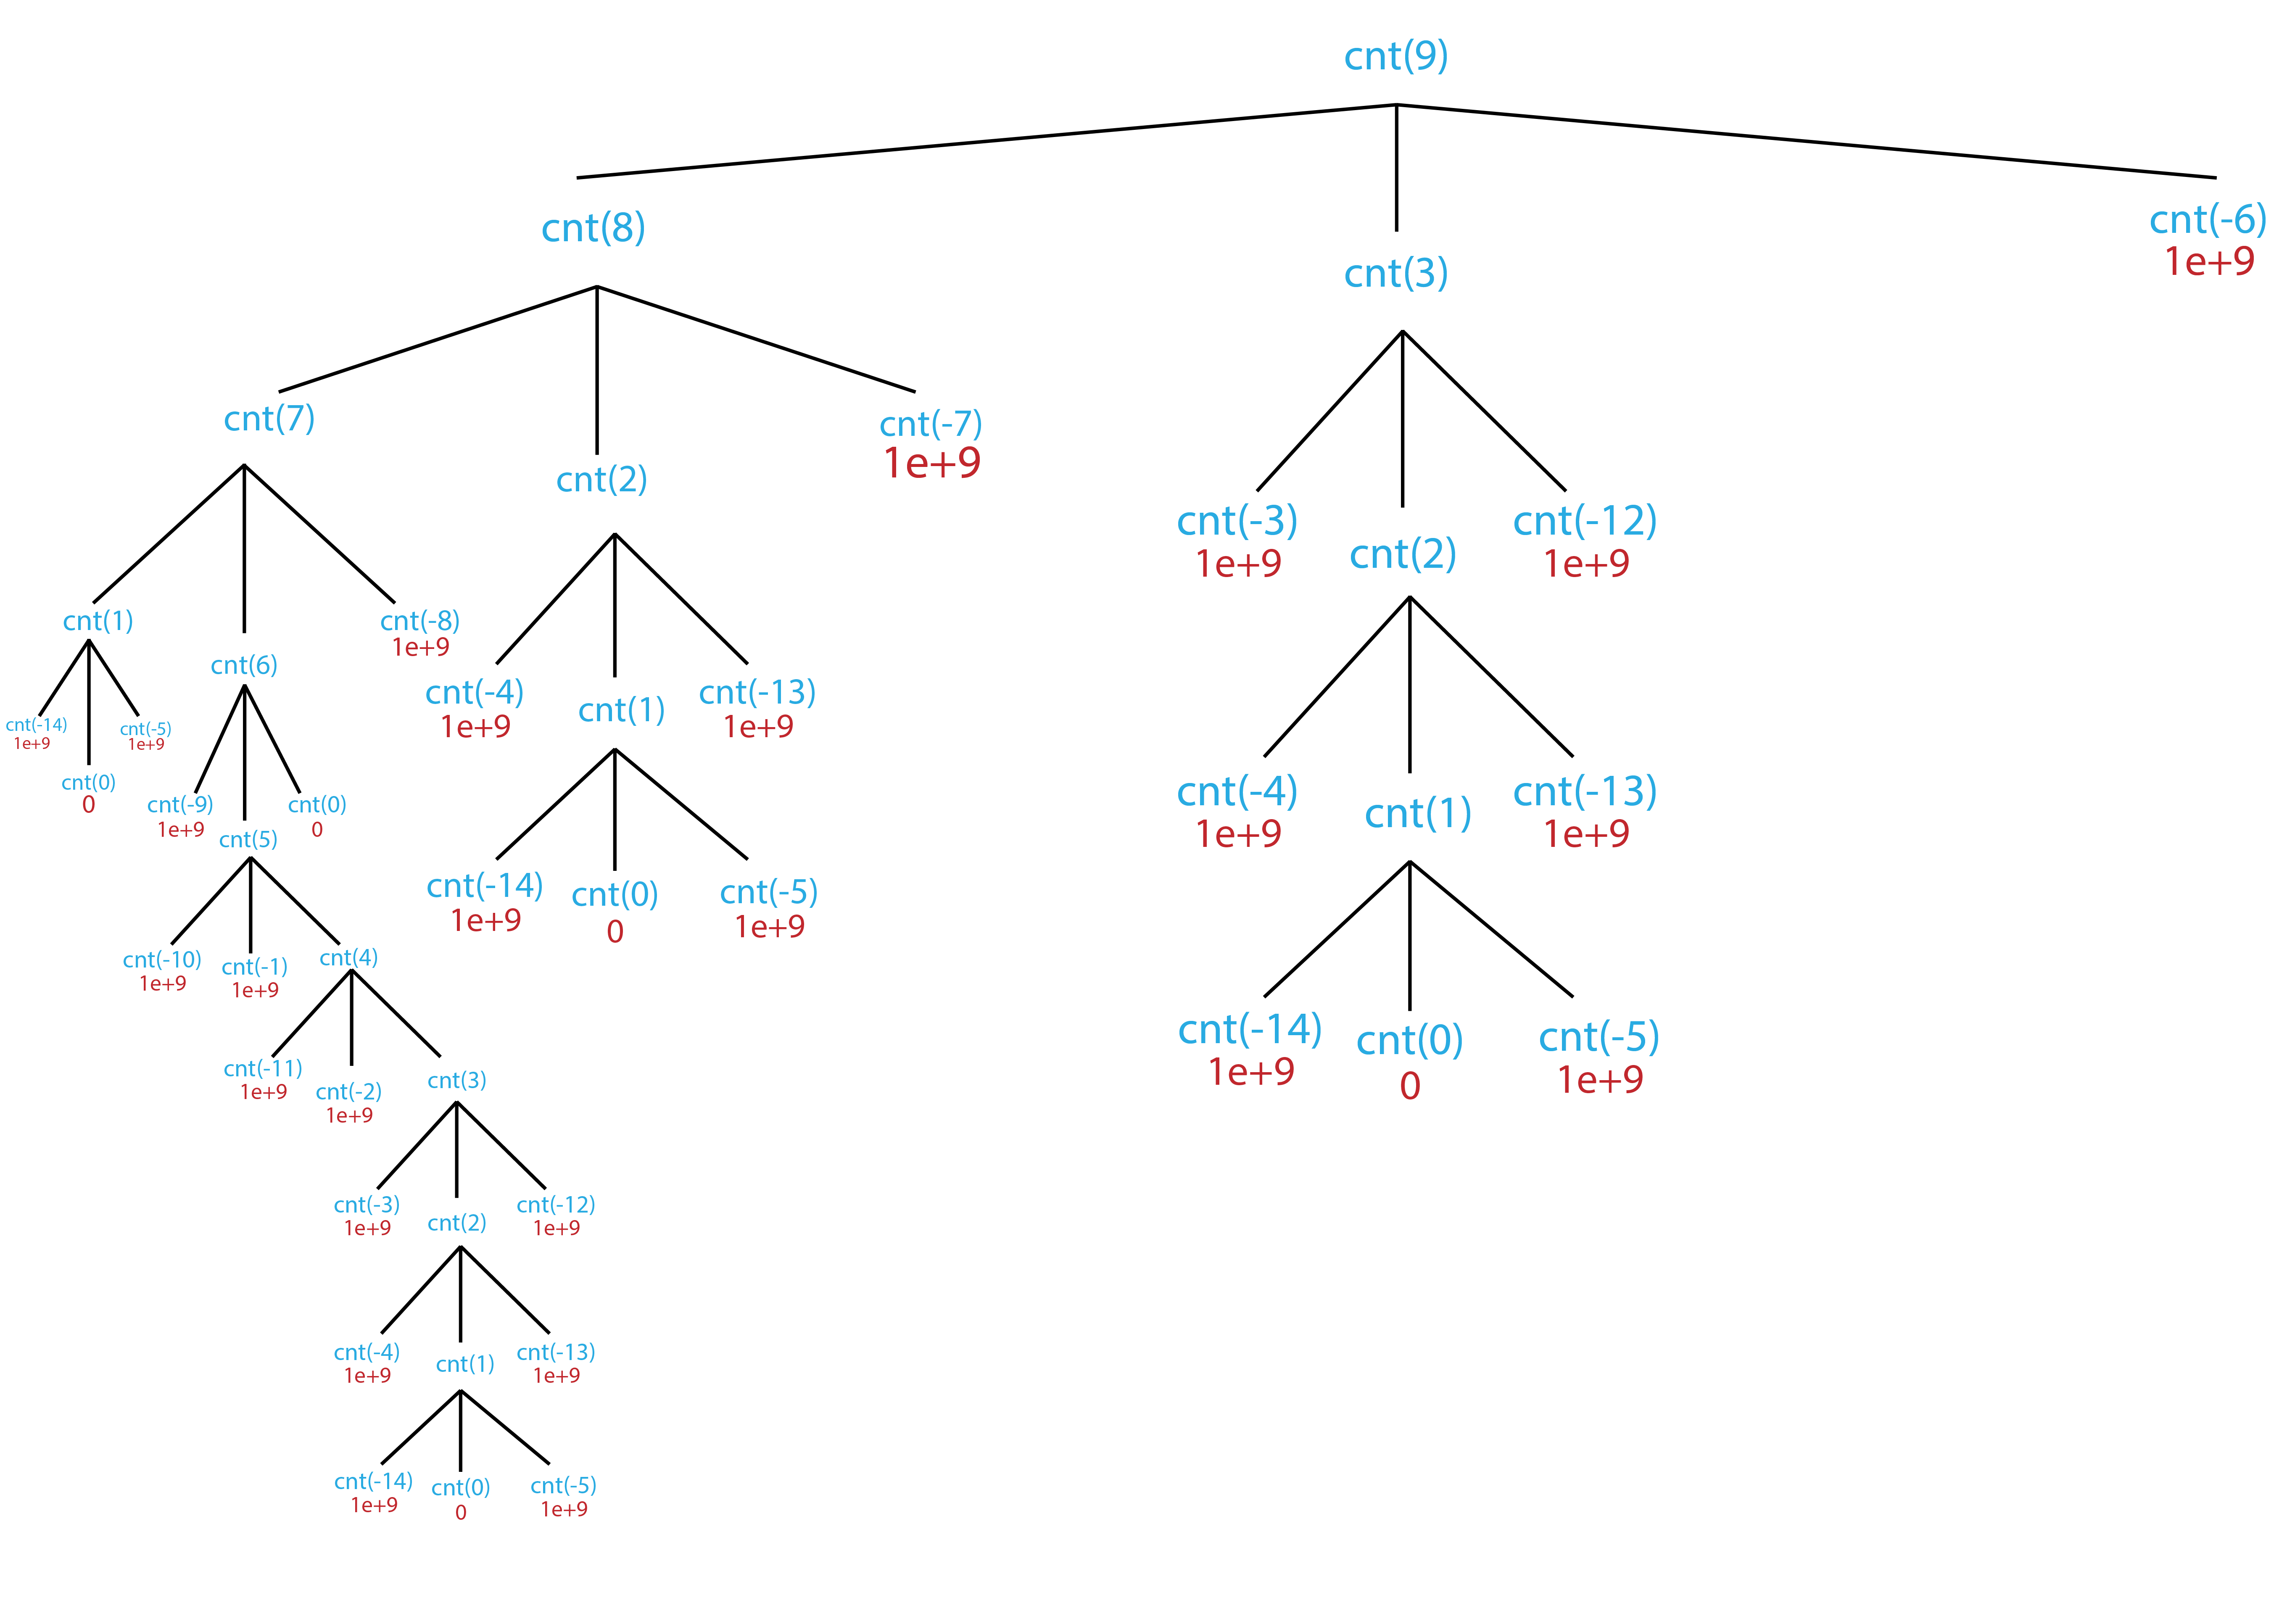 cnt(9)
cnt(8)
cnt(3)
cnt(-6)
1e+9
cnt(7)
cnt(2)
cnt(-7)
1e+9
cnt(-3)
1e+9
cnt(2)
cnt(-12)
1e+9
cnt(1)
cnt(6)
cnt(-8)
1e+9
cnt(-4)
1e+9
cnt(1)
cnt(-13)
1e+9
cnt(-4)
1e+9
cnt(1)
cnt(-13)
1e+9
cnt(-14)
1e+9
cnt(0)
0
cnt(-5)
1e+9
cnt(-9)
1e+9
cnt(5)
cnt(0)
0
cnt(-14)
1e+9
cnt(0)
0
cnt(-5)
1e+9
cnt(-14)
1e+9
cnt(0)
0
cnt(-5)
1e+9
cnt(-10)
1e+9
cnt(-1)
1e+9
cnt(4)
cnt(-11)
1e+9
cnt(-2)
1e+9
cnt(3)
cnt(-3)
1e+9
cnt(2)
cnt(-12)
1e+9
cnt(-4)
1e+9
cnt(1)
cnt(-13)
1e+9
cnt(-14)
1e+9
cnt(0)
0
cnt(-5)
1e+9